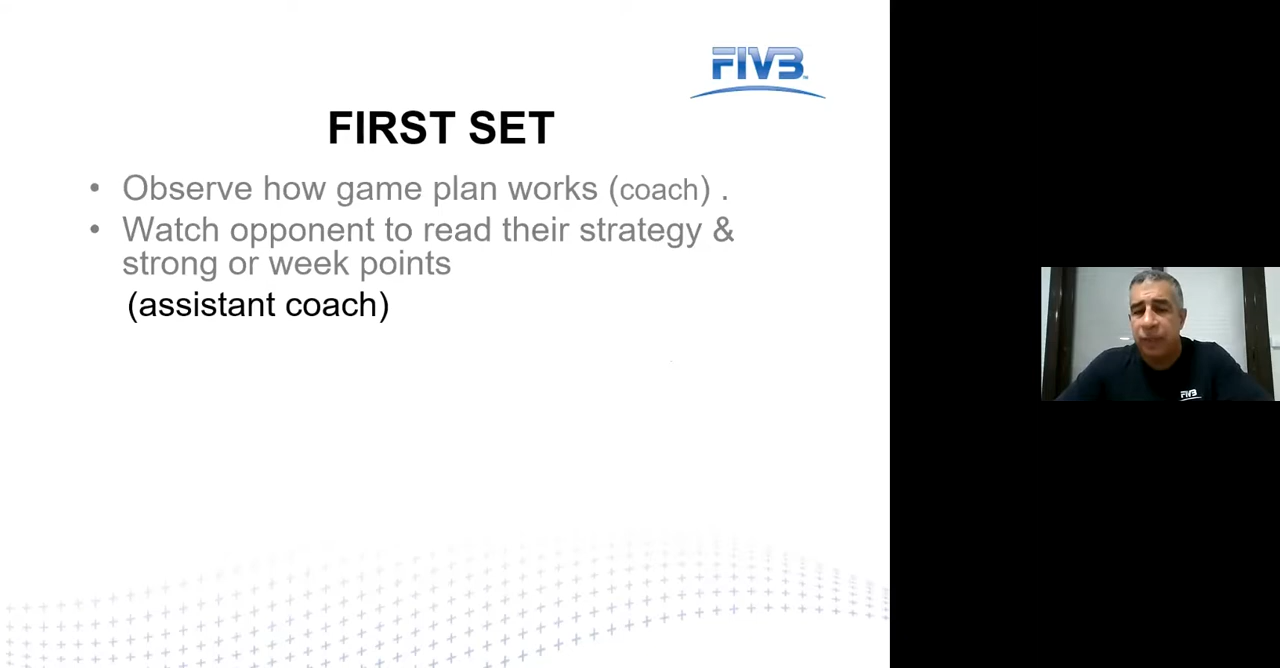 FIVB
FIRST SET
• Observe how game plan works (coach) .
• Watch opponent to read their strategy &
strong or week points
(assistant coach)
FIVB